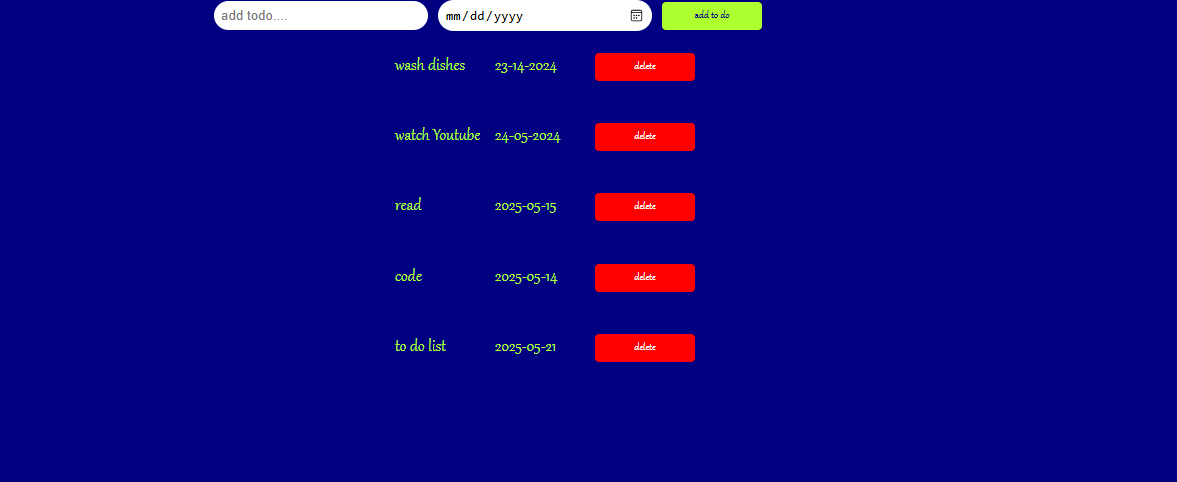 add todo.... mm/dd/yyyy add to do
wash dishes 23-14-2024 delete
watch Youtube 24-05-2024 delete
read 2025-05-15 delete
code 2025-05-14 delete
to do list 2025-05-21 delete